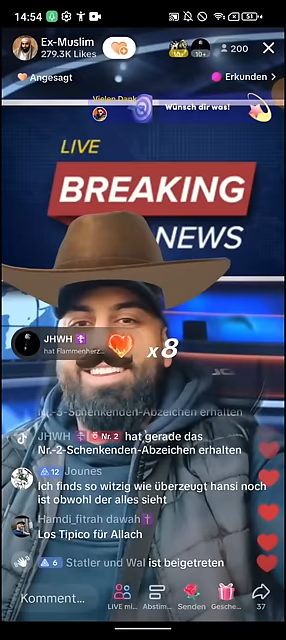 14:54
51
Ex-Muslim
279.3K Likes
10+
10+
200
Angesagt
Erkunden
Vielen Dank
Wünsch dir was!
LIVE
BREAKING
NEWS
JHWH
hat Flammenherz...
x8
Nr.-3-Schenkenden-Abzeichen erhalten
JHWH Nr. 2 hat gerade das
Nr.-2-Schenkenden-Abzeichen erhalten
12 Jounes
Ich finds so witzig wie überzeugt hansi noch
ist obwohl der alles sieht
Hamdi_fitrah dawah
Los Tipico für Allach
6 Statler und Wal ist beigetreten
Komment...
LIVE mi...
Abstim...
Senden
Gesche...
37